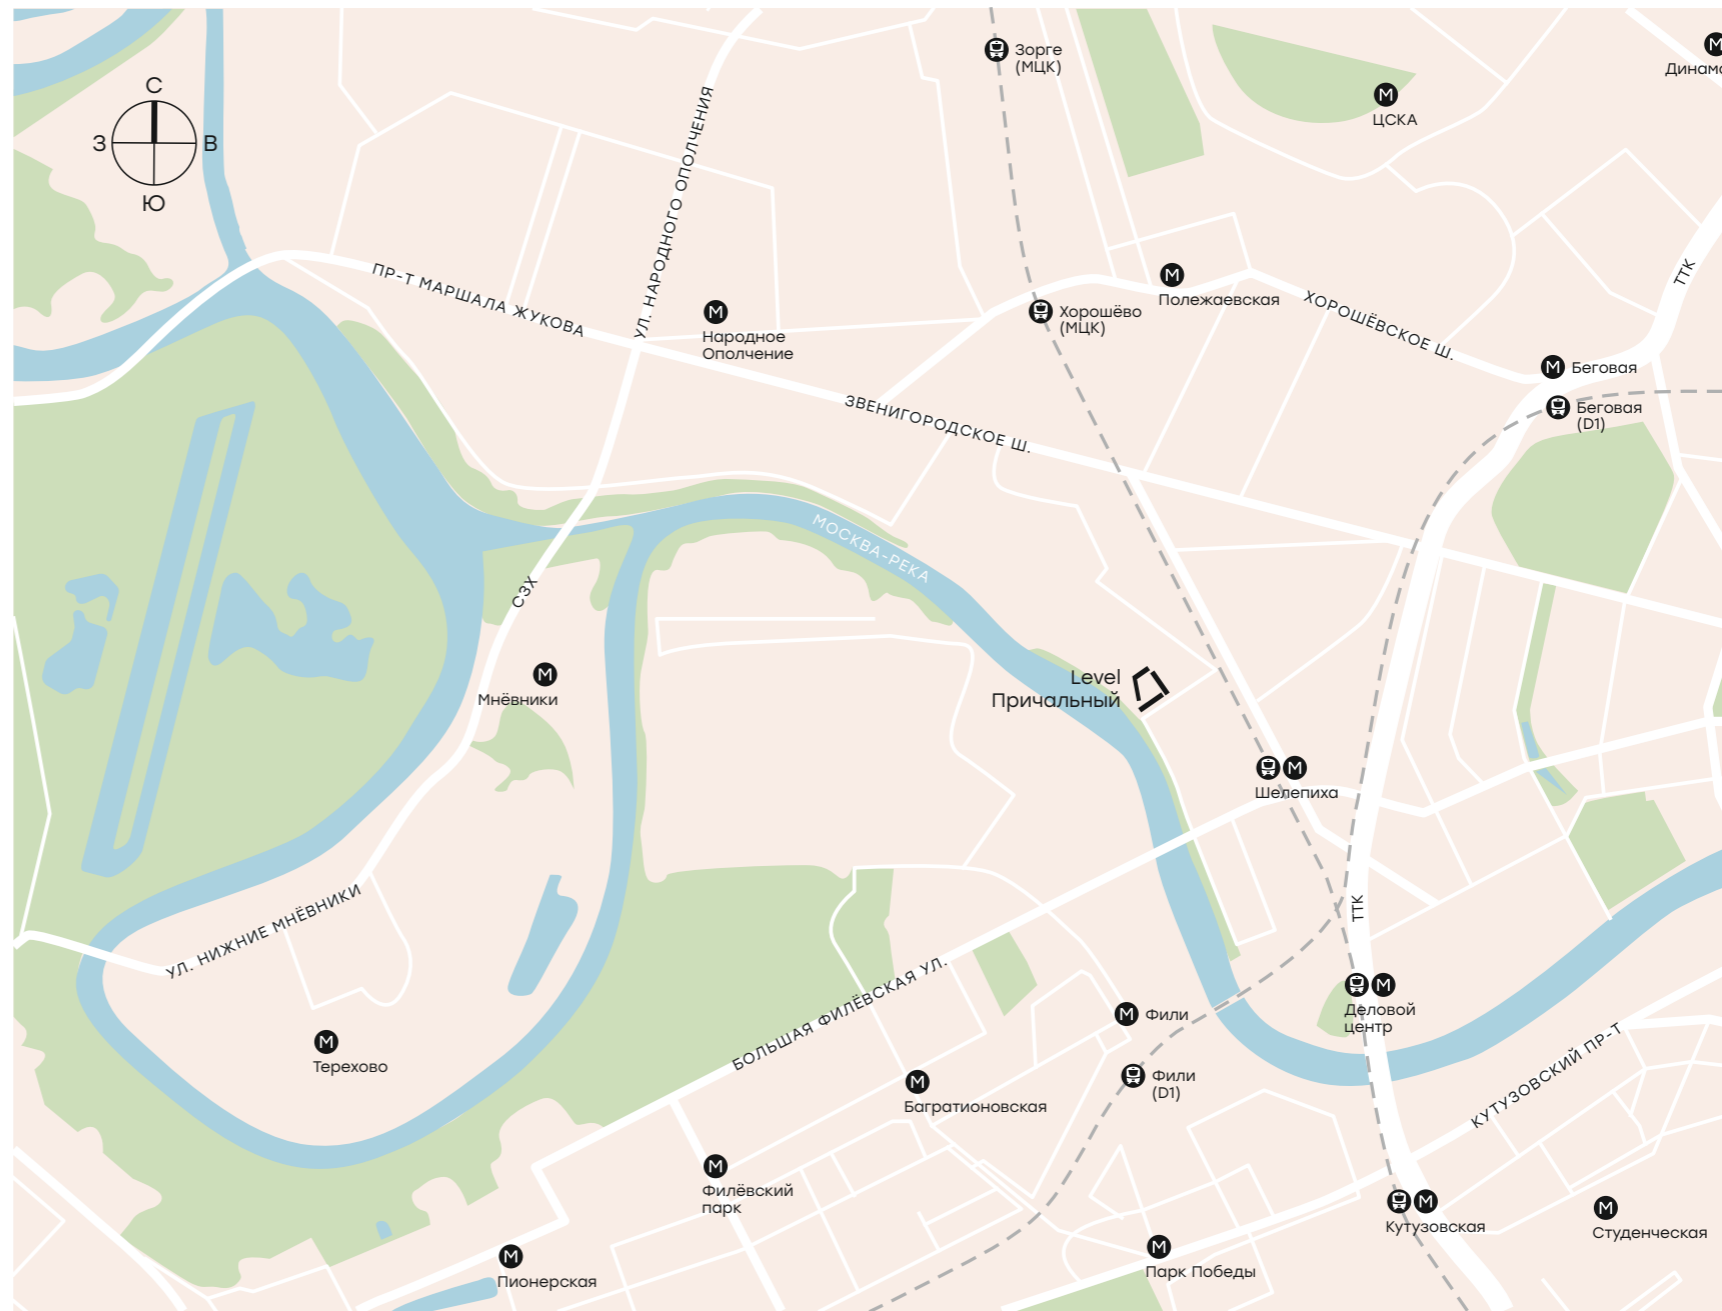 С
З
В
Ю
Зорге
(МЦК)
М
ЦСКА
М
УЛ. НАРОДНОГО ОПОЛЧЕНИЯ
ПР-Т МАРШАЛА ЖУКОВА
М
Народное
Ополчение
Хорошёво
(МЦК)
М
Полежаевская
ХОРОШЁВСКОЕ Ш.
ТТК
М
Беговая
Беговая
(D1)
ЗВЕНИГОРОДСКОЕ Ш.
МОСКВА-РЕКА
СЗХ
М
Мнёвники
Level
Причальный
М
Шелепиха
УЛ. НИЖНИЕ МНЁВНИКИ
ТТК
БОЛЬШАЯ ФИЛЁВСКАЯ УЛ.
М
Деловой
центр
М
Фили
Фили
(D1)
М
Терехово
М
Багратионовская
КУТУЗОВСКИЙ ПР-Т
М
Филёвский
парк
М
Кутузовская
М
Студенческая
М
Пионерская
М
Парк Победы